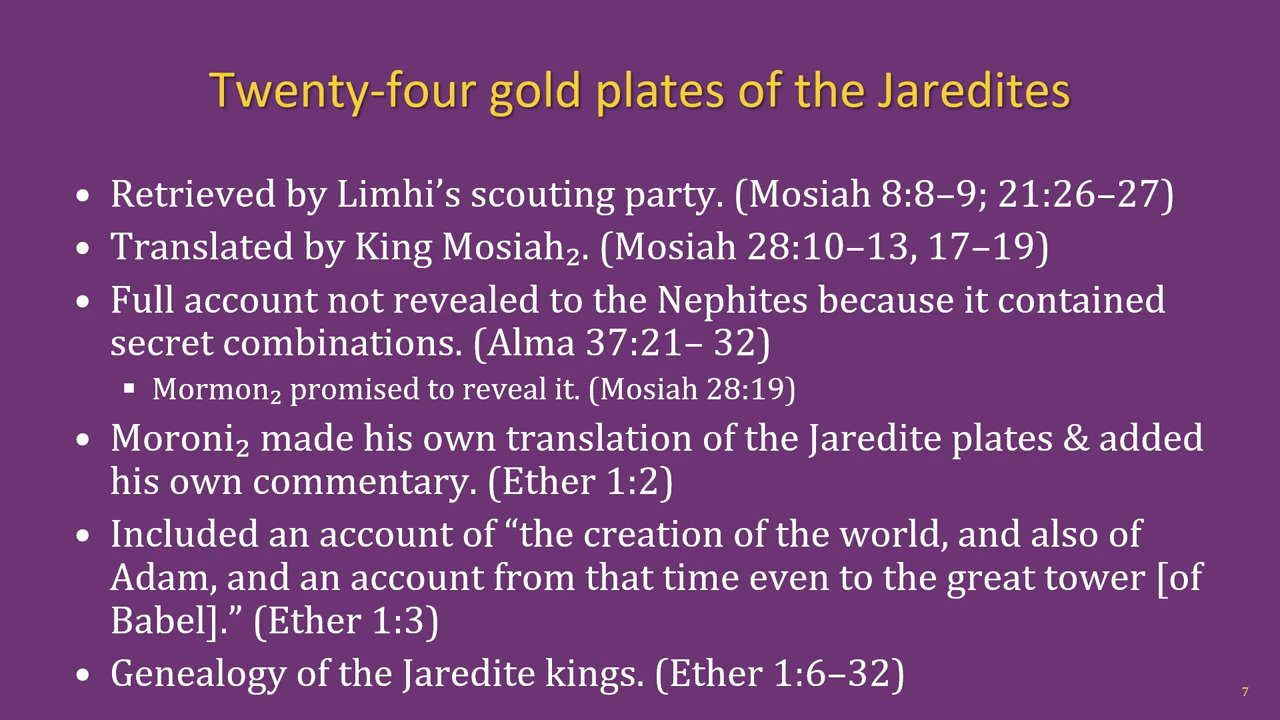 Twenty-four gold plates of the Jaredites
• Retrieved by Limhi’s scouting party. (Mosiah 8:8–9; 21:26–27)
• Translated by King Mosiah₂. (Mosiah 28:10–13, 17–19)
• Full account not revealed to the Nephites because it contained
secret combinations. (Alma 37:21– 32)
▪ Mormon₂ promised to reveal it. (Mosiah 28:19)
• Moroni₂ made his own translation of the Jaredite plates & added
his own commentary. (Ether 1:2)
• Included an account of “the creation of the world, and also of
Adam, and an account from that time even to the great tower [of
Babel].” (Ether 1:3)
• Genealogy of the Jaredite kings. (Ether 1:6–32)
7